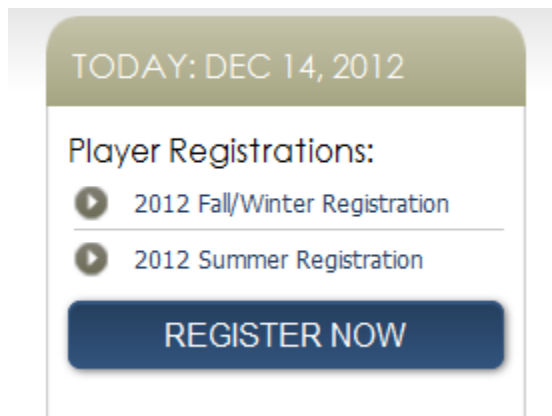 TODAY: DEC 14, 2012
Player Registrations:
2012 Fall/Winter Registration
2012 Summer Registration
REGISTER NOW